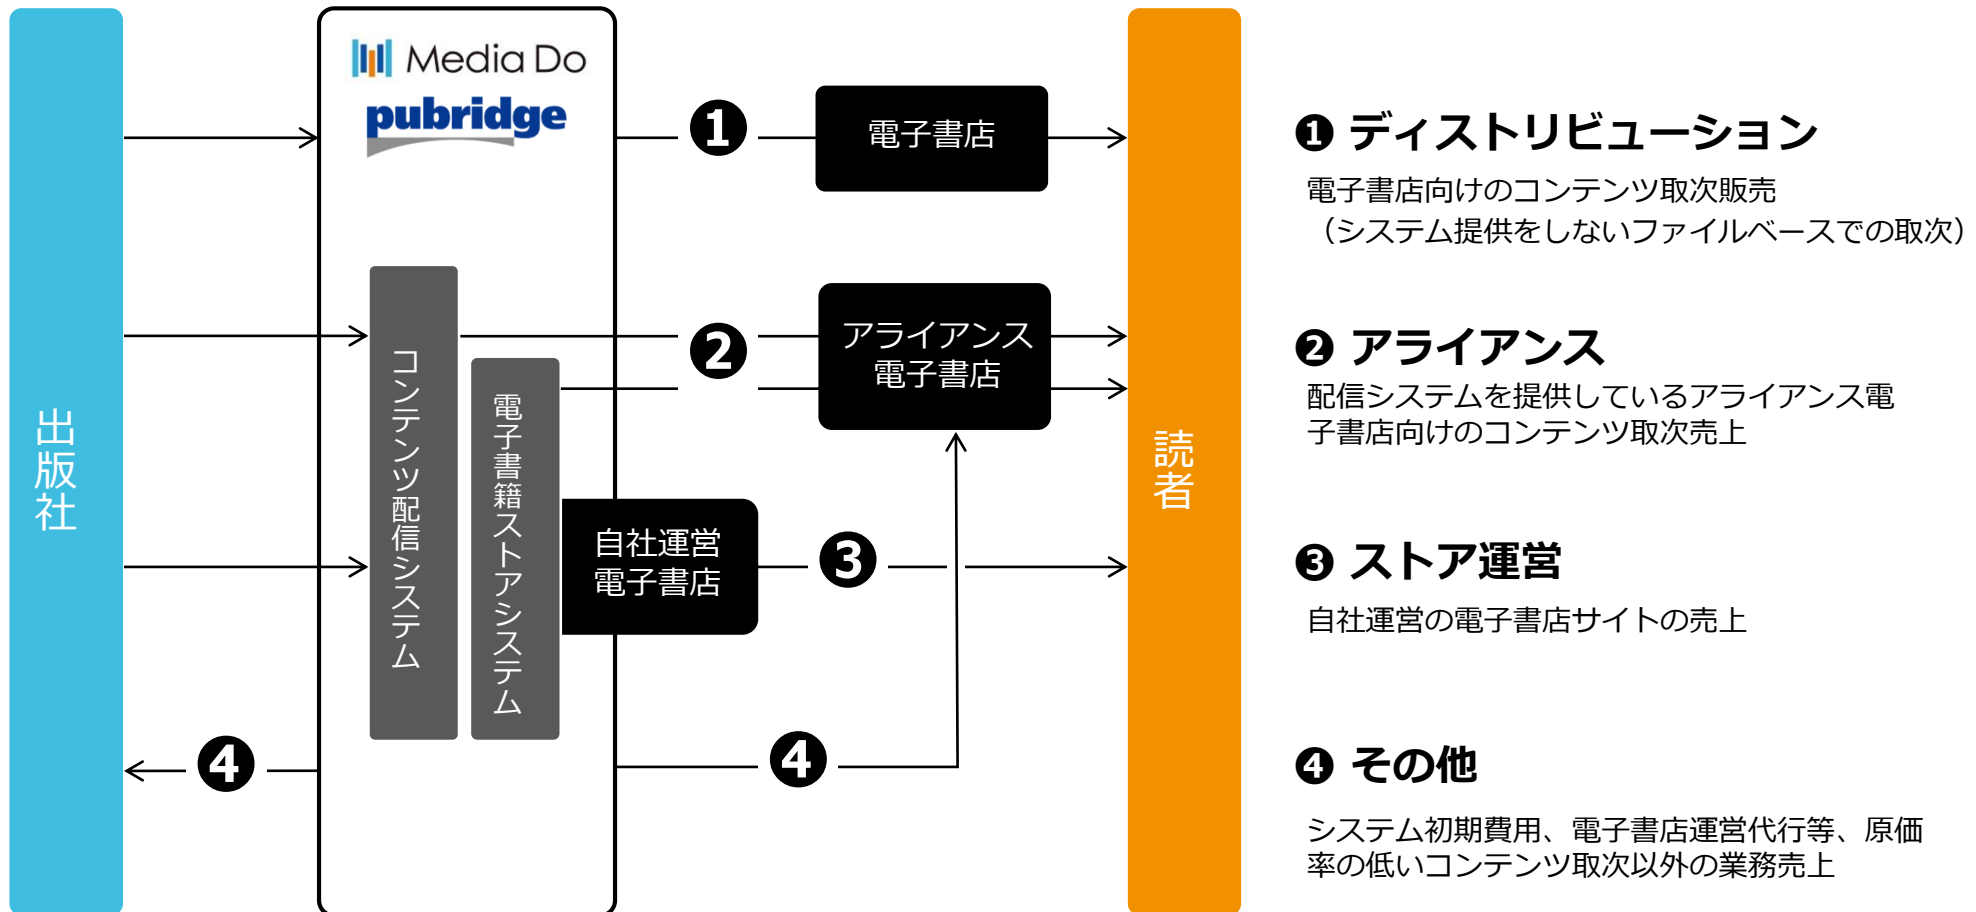 出版社
Media Do
pubridge
コンテンツ配信システム
電子書籍ストアシステム
❶
電子書店
❷
アライアンス
電子書店
自社運営
電子書店
❸
❹
❹
読者
❶ ディストリビューション
電子書店向けのコンテンツ取次販売
（システム提供をしないファイルベースでの取次）
❷ アライアンス
配信システムを提供しているアライアンス電
子書店向けのコンテンツ取次売上
❸ ストア運営
自社運営の電子書店サイトの売上
❹ その他
システム初期費用、電子書店運営代行等、原価
率の低いコンテンツ取次以外の業務売上